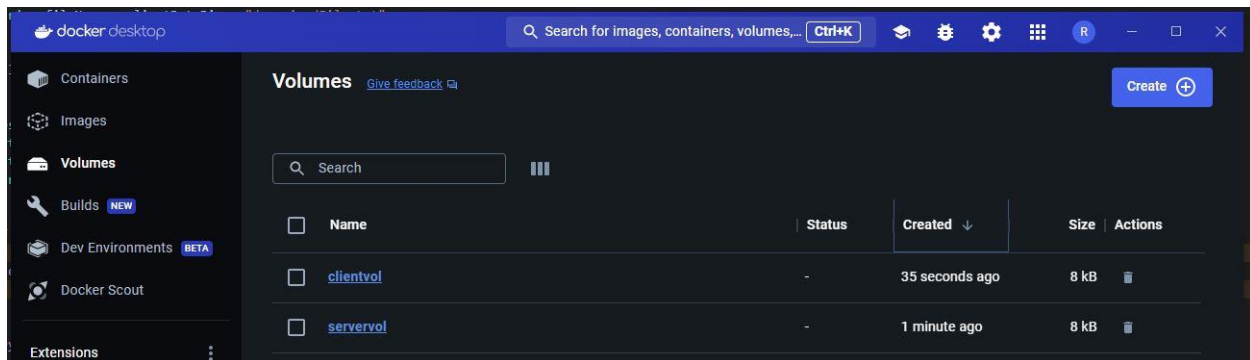 docker desktop
Search for images, containers, volumes,... Ctrl+K
R
Containers
Images
Volumes
Builds NEW
Dev Environments BETA
Docker Scout
Extensions
Volumes Give feedback
Create
Search
Name Status Created Size Actions
clientvol - 35 seconds ago 8 kB
servervol - 1 minute ago 8 kB